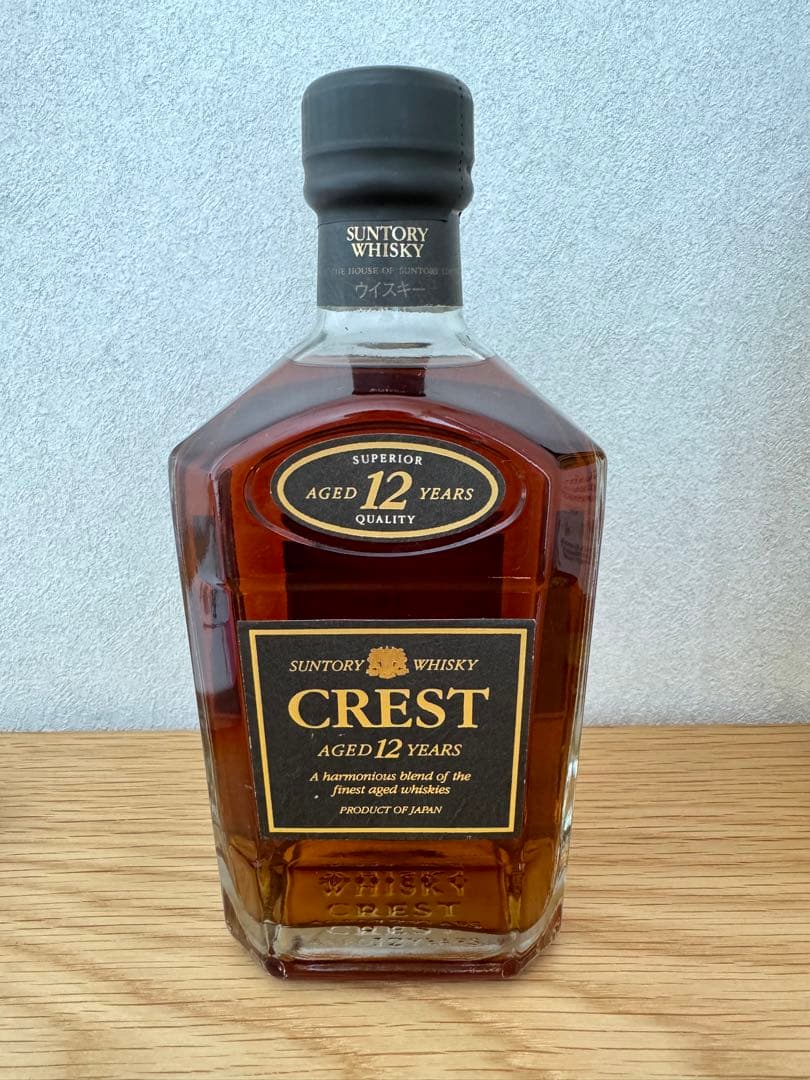 SUNTORY
WHISKY
THE HOUSE OF SUNTORY
ウイスキー
SUPERIOR
AGED 12 YEARS
QUALITY
SUNTORY WHISKY
CREST
AGED 12 YEARS
A harmonious blend of the
finest aged whiskies
PRODUCT OF JAPAN
WHISKY
CREST